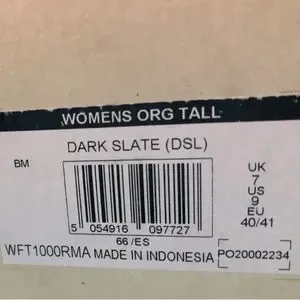 WOMENS ORG TALL
DARK SLATE (DSL)
BM
UK
7
US
9
EU
40/41
5 054916 097727
66 /ES
WFT1000RMA MADE IN INDONESIA
PO20002234